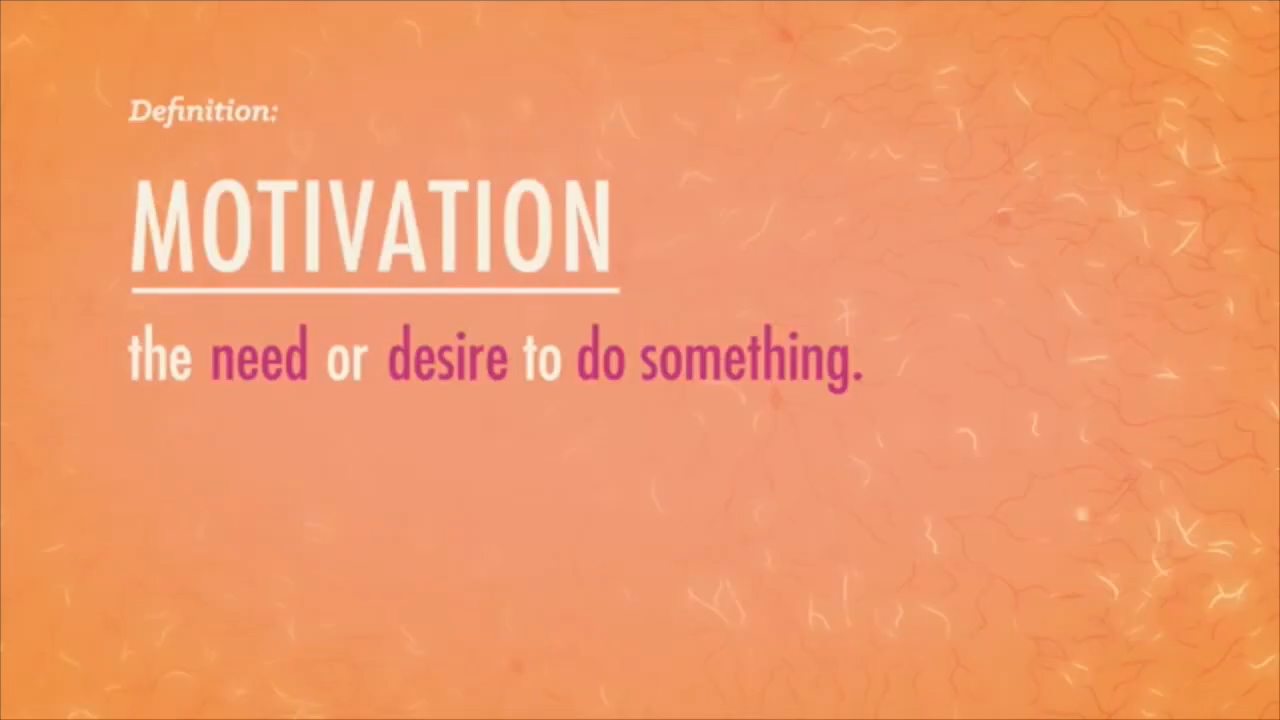 Definition:
MOTIVATION
the need or desire to do something.